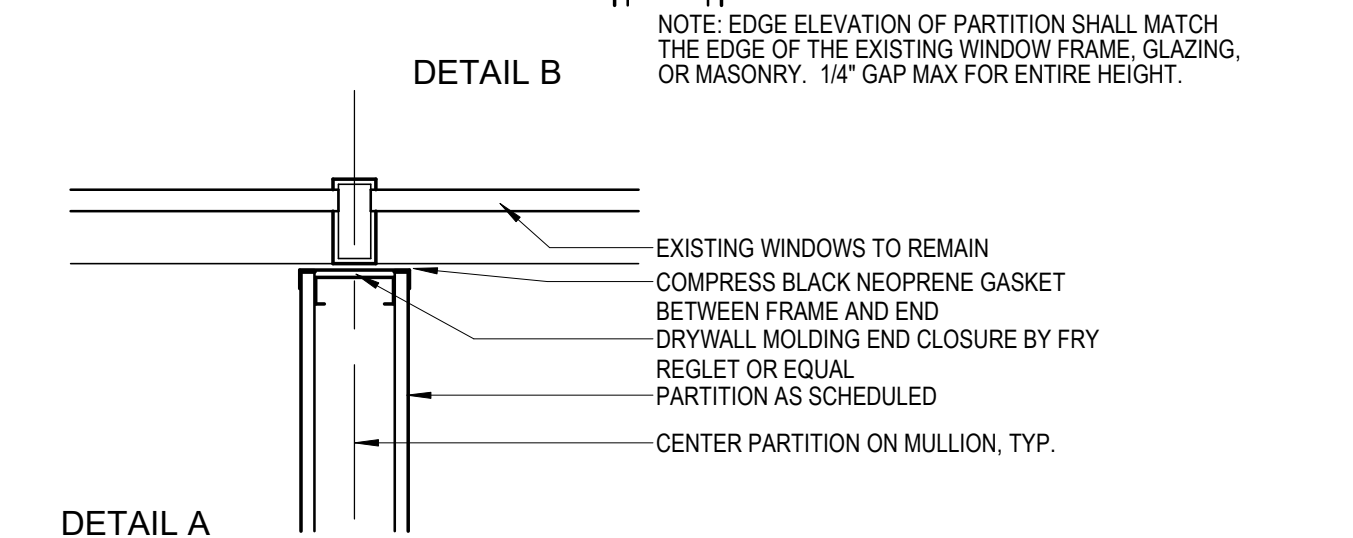 NOTE: EDGE ELEVATION OF PARTITION SHALL MATCH
THE EDGE OF THE EXISTING WINDOW FRAME, GLAZING,
OR MASONRY. 1/4" GAP MAX FOR ENTIRE HEIGHT.
DETAIL B
EXISTING WINDOWS TO REMAIN
COMPRESS BLACK NEOPRENE GASKET
BETWEEN FRAME AND END
DRYWALL MOLDING END CLOSURE BY FRY
REGLET OR EQUAL
PARTITION AS SCHEDULED
CENTER PARTITION ON MULLION, TYP.
DETAIL A